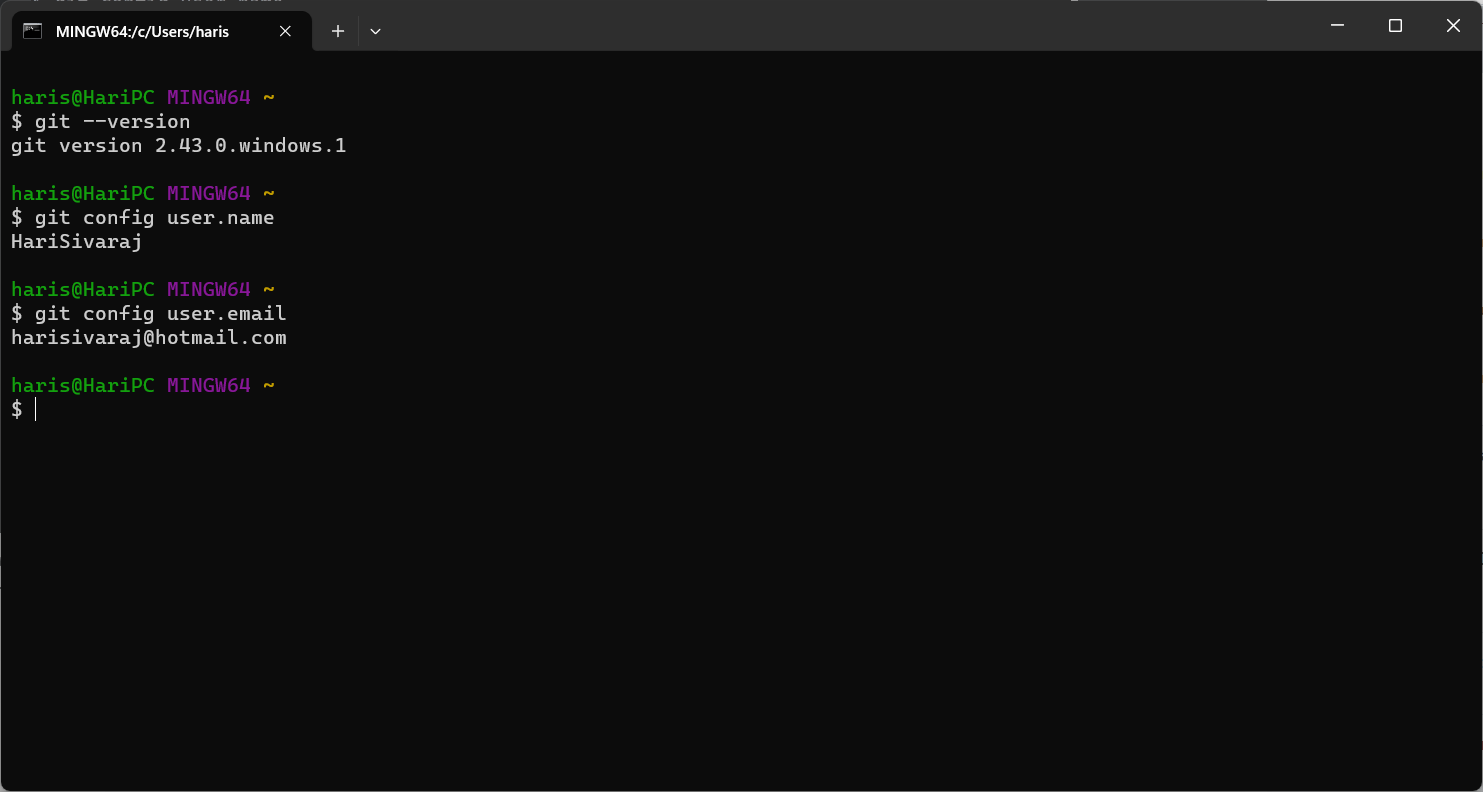 MINGW64:/c/Users/haris
haris@HariPC MINGW64 ~
$ git --version
git version 2.43.0.windows.1
haris@HariPC MINGW64 ~
$ git config user.name
HariSivaraj
haris@HariPC MINGW64 ~
$ git config user.email
harisivaraj@hotmail.com
haris@HariPC MINGW64 ~
$